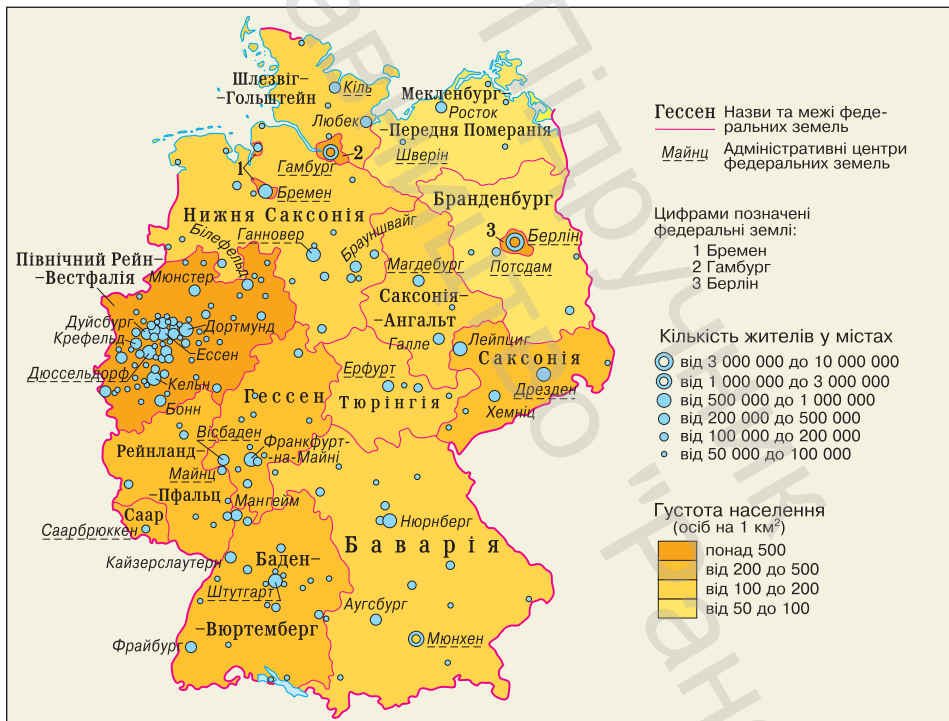 Шлезвіг–
–Гольштейн
Кіль
Любек
Мекленбург–
Росток
–Передня Померанія
Шверін
1
2
Гамбург
Бремен
Нижня Саксонія
Бранденбург
3
Берлін
Потсдам
Ганновер
Брауншвайг
Білефельд
Північний Рейн–
–Вестфалія
Мюнстер
Магдебург
Саксонія–
–Ангальт
Галле
Лейпциг
Саксонія
Дрезден
Хемніц
Дуйсбург
Крефельд
Дортмунд
Ессен
Дюссельдорф
Кельн
Бонн
Гессен
Ерфурт
Тюрінгія
Вісбаден
Франкфурт-
-на-Майні
Рейнланд–
–Пфальц
Майнц
Мангейм
Саар
Саарбрюккен
Кайзерслаутерн
Нюрнберг
Баварія
Баден–
–Вюртемберг
Штутгарт
Аугсбург
Мюнхен
Фрайбург
Гессен Назви та межі феде-
ральних земель
Майнц Адміністративні центри
федеральних земель
Цифрами позначені
федеральні землі:
1 Бремен
2 Гамбург
3 Берлін
Кількість жителів у містах
від 3 000 000 до 10 000 000
від 1 000 000 до 3 000 000
від 500 000 до 1 000 000
від 200 000 до 500 000
від 100 000 до 200 000
від 50 000 до 100 000
Густота населення
(осіб на 1 км²)
понад 500
від 200 до 500
від 100 до 200
від 50 до 100
Підручник